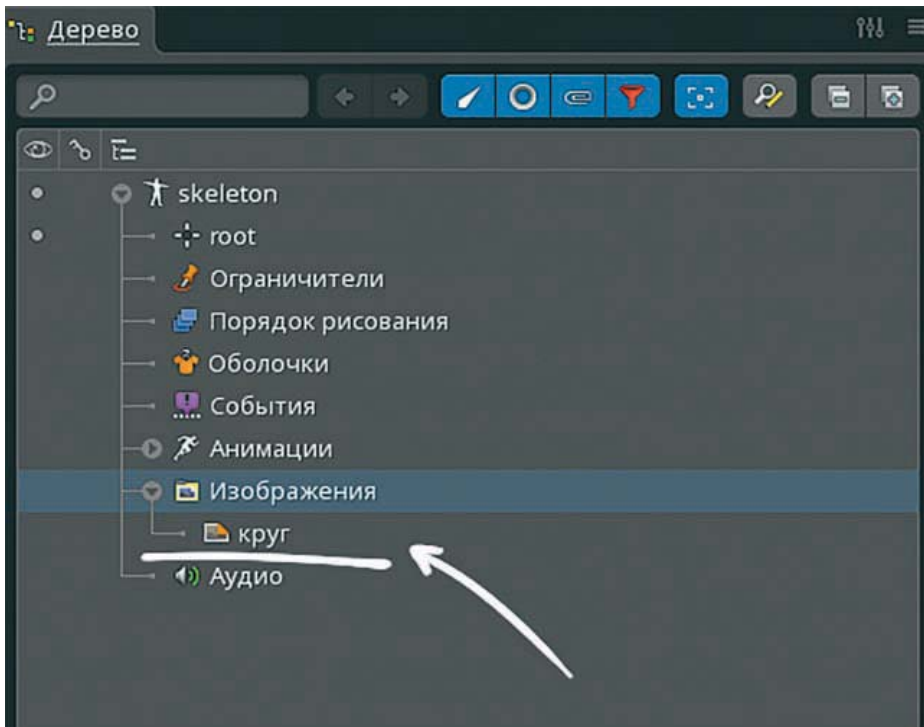 Дерево
skeleton
root
Ограничители
Порядок рисования
Оболочки
События
Анимации
Изображения
круг
Аудио